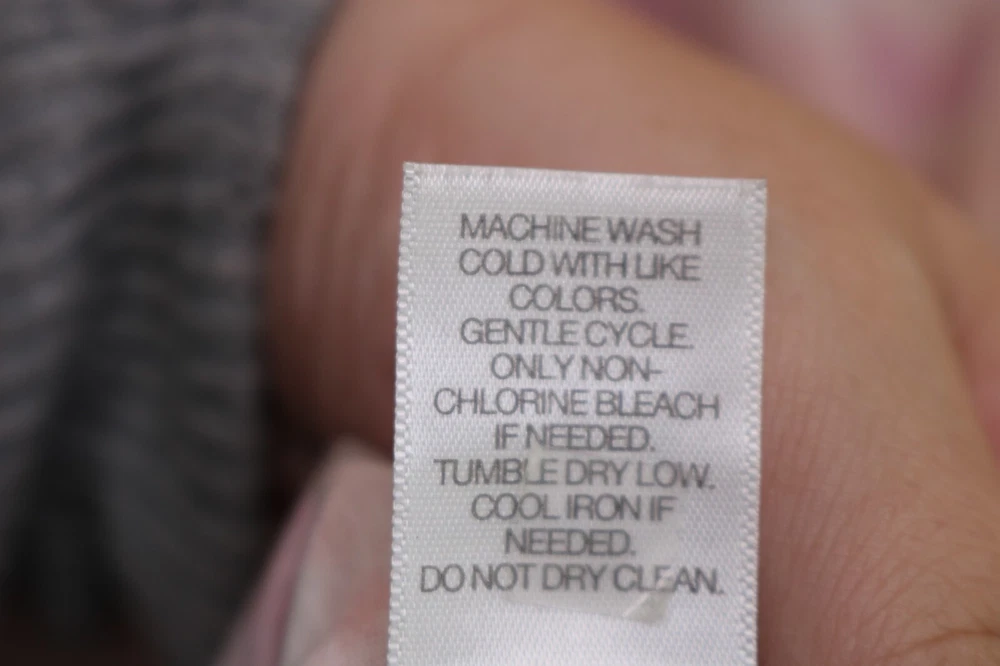 MACHINE WASH
COLD WITH LIKE
COLORS.
GENTLE CYCLE.
ONLY NON-
CHLORINE BLEACH
IF NEEDED.
TUMBLE DRY LOW.
COOL IRON IF
NEEDED.
DO NOT DRY CLEAN.